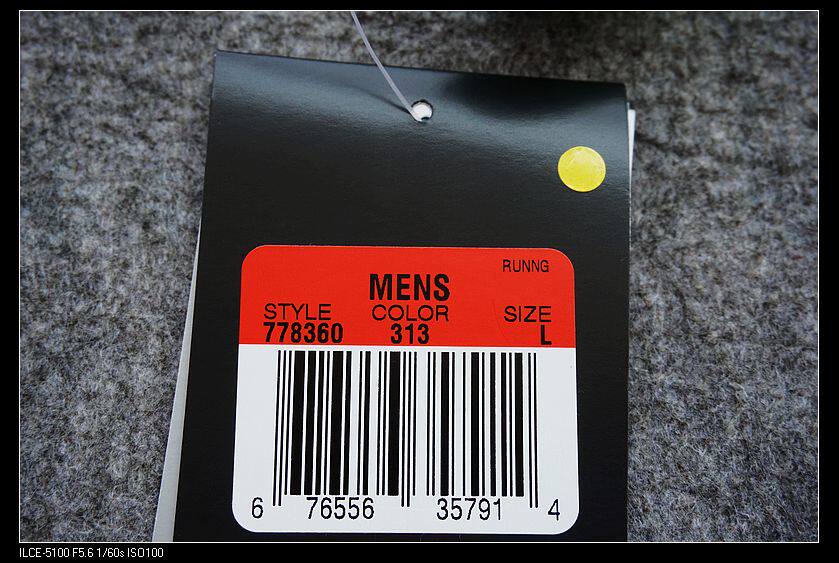 RUNNG
MENS
STYLE COLOR SIZE
778360 313 L
6 76556 35791 4
ILCE-5100 F5.6 1/60s ISO100